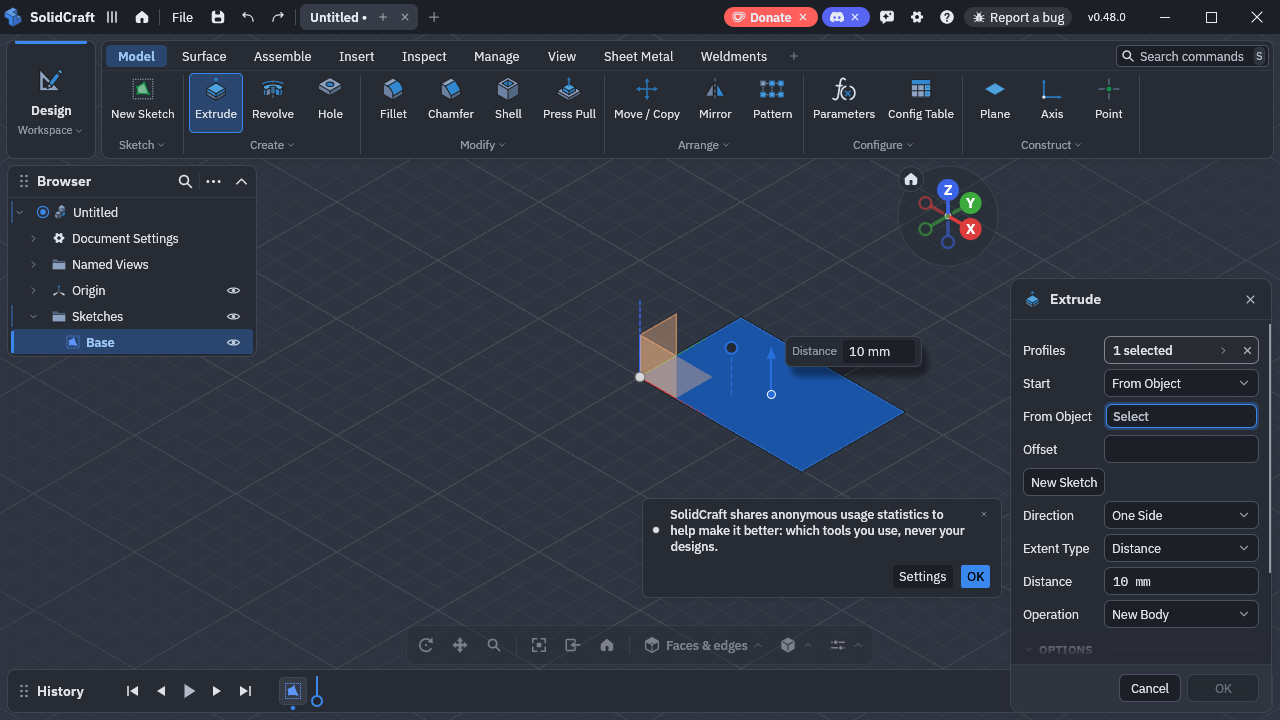 SolidCraft
File
Untitled •
Donate
Report a bug
v0.48.0
Design
Workspace
Model
Surface
Assemble
Insert
Inspect
Manage
View
Sheet Metal
Weldments
Search commands
S
New Sketch
Extrude
Revolve
Hole
Fillet
Chamfer
Shell
Press Pull
Move / Copy
Mirror
Pattern
Parameters
Config Table
Plane
Axis
Point
Sketch
Create
Modify
Arrange
Configure
Construct
Browser
Untitled
Document Settings
Named Views
Origin
Sketches
Base
Z
Y
X
Distance
10 mm
Extrude
Profiles
1 selected
Start
From Object
From Object
Select
Offset
New Sketch
Direction
One Side
Extent Type
Distance
Distance
10 mm
Operation
New Body
OPTIONS
Cancel
OK
SolidCraft shares anonymous usage statistics to
help make it better: which tools you use, never your
designs.
Settings
OK
Faces & edges
History